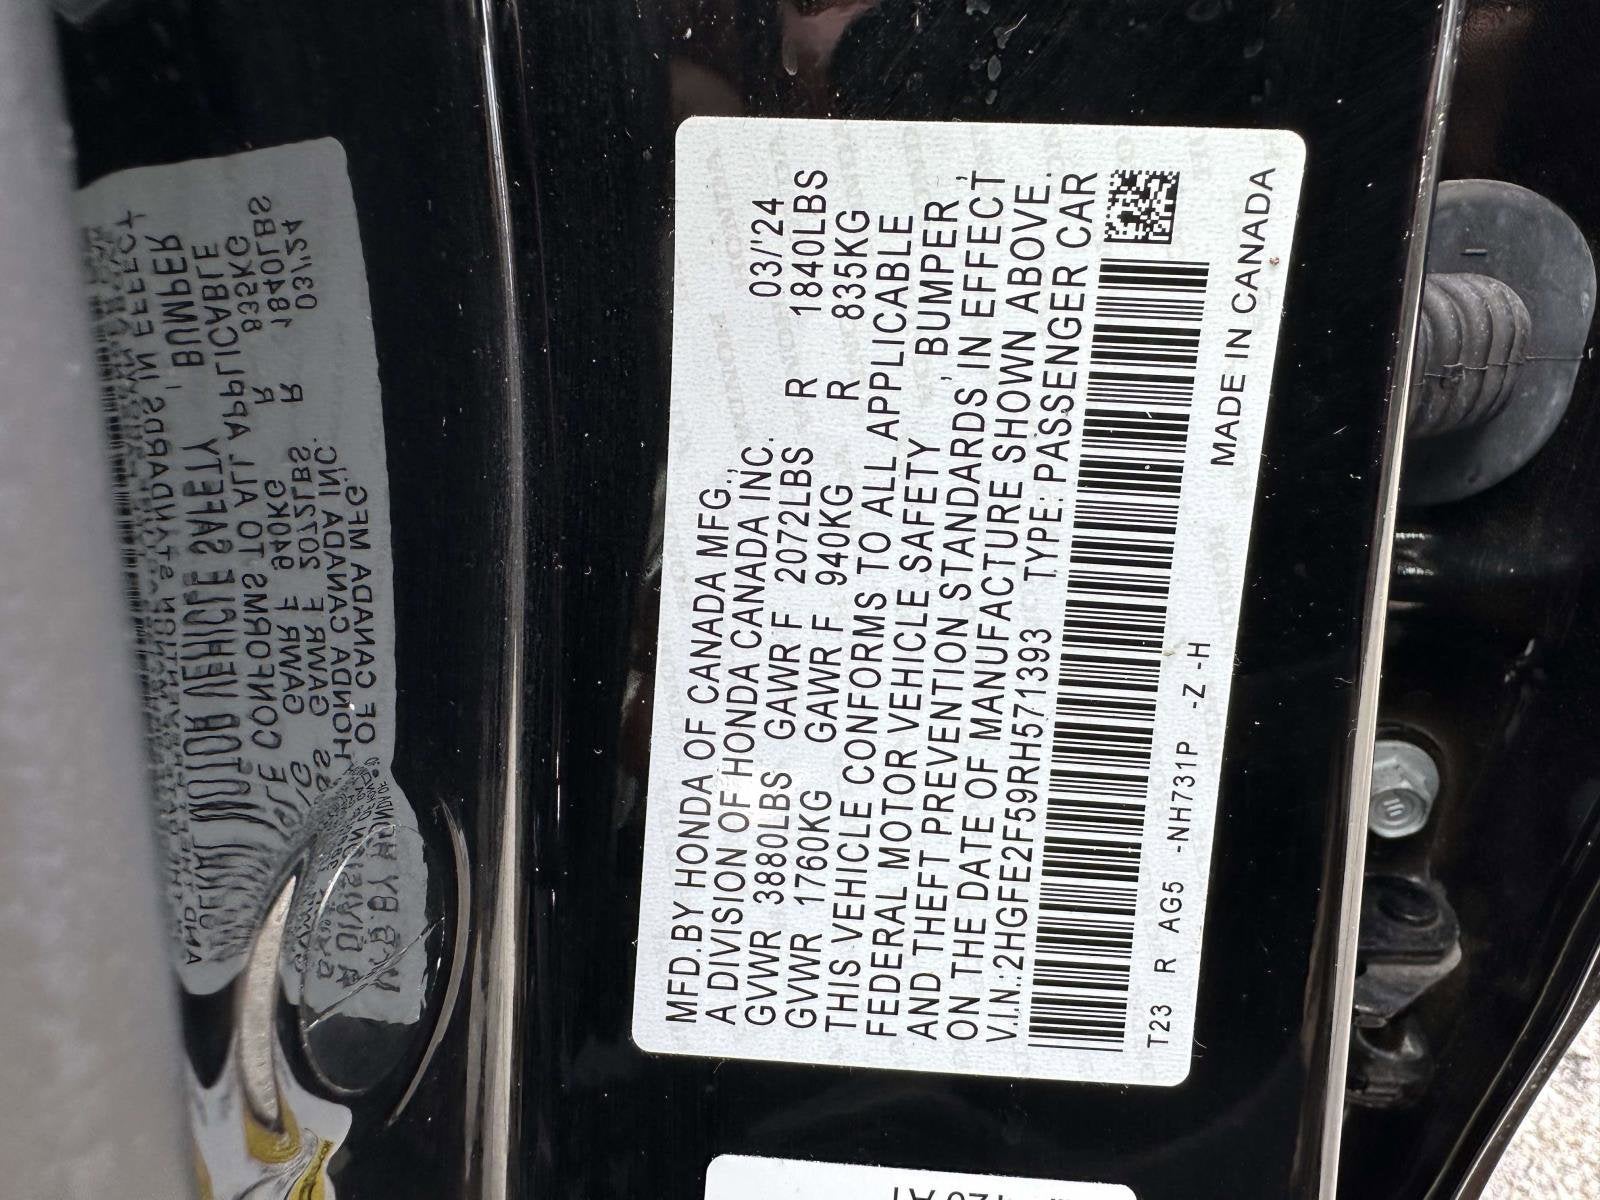 MFD.BY HONDA OF CANADA MFG.,
A DIVISION OF HONDA CANADA INC. 03/'24
GVWR 3880LBS GAWR F 2072LBS R 1840LBS
GVWR 1760KG GAWR F 940KG R 835KG
THIS VEHICLE CONFORMS TO ALL APPLICABLE
FEDERAL MOTOR VEHICLE SAFETY , BUMPER ,
AND THEFT PREVENTION STANDARDS IN EFFECT
ON THE DATE OF MANUFACTURE SHOWN ABOVE.
V.I.N.:2HGFE2F59RH571393 TYPE: PASSENGER CAR
T23 R AG5 -NH731P -Z -H
MADE IN CANADA